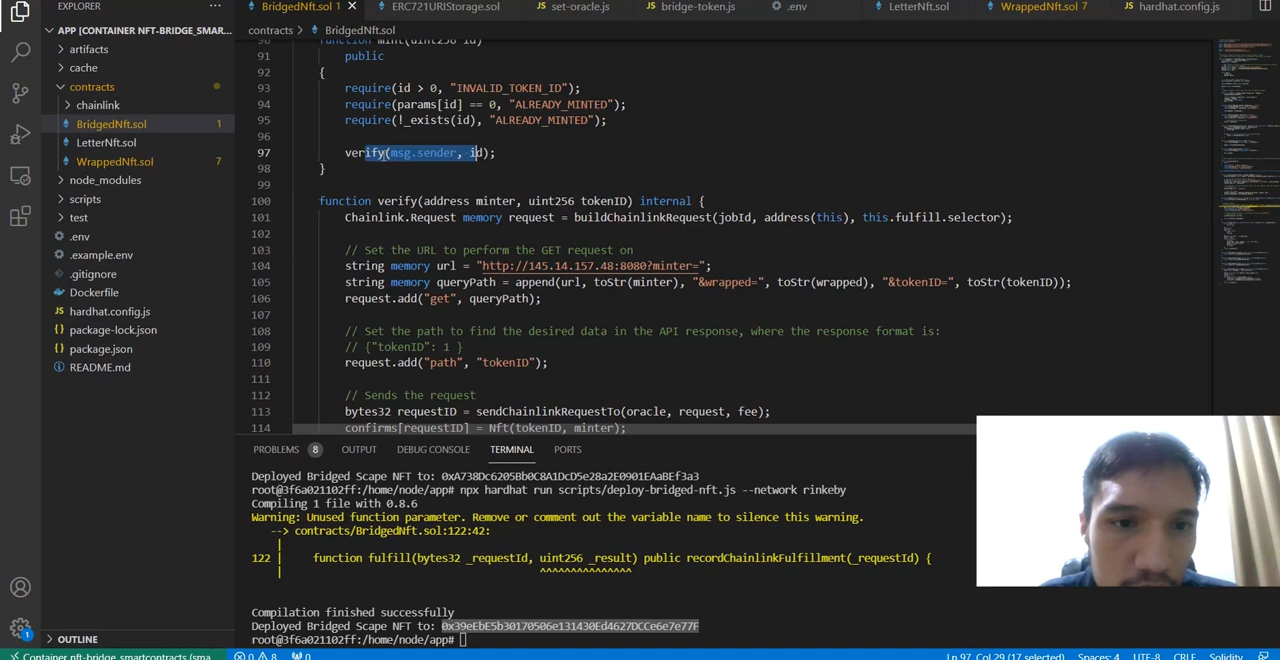 EXPLORER
BridgedNft.sol 1
ERC721URIStorage.sol
set-oracle.js
bridge-token.js
.env
LetterNft.sol
WrappedNft.sol 7
hardhat.config.js
APP [CONTAINER NFT-BRIDGE_SMAR...
contracts > BridgedNft.sol
artifacts
cache
contracts
chainlink
BridgedNft.sol 1
LetterNft.sol
WrappedNft.sol 7
node_modules
scripts
test
.env
.example.env
.gitignore
Dockerfile
hardhat.config.js
package-lock.json
package.json
README.md
OUTLINE
90 function mint(uint256 id)
91 public
92 {
93 require(id > 0, "INVALID_TOKEN_ID");
94 require(params[id] == 0, "ALREADY_MINTED");
95 require(!_exists(id), "ALREADY_MINTED");
96
97 verify(msg.sender, id);
98 }
99
100 function verify(address minter, uint256 tokenID) internal {
101 Chainlink.Request memory request = buildChainlinkRequest(jobId, address(this), this.fulfill.selector);
102
103 // Set the URL to perform the GET request on
104 string memory url = "http://145.14.157.48:8080?minter=";
105 string memory queryPath = append(url, toStr(minter), "&wrapped=", toStr(wrapped), "&tokenID=", toStr(tokenID));
106 request.add("get", queryPath);
107
108 // Set the path to find the desired data in the API response, where the response format is:
109 // {"tokenID": 1 }
110 request.add("path", "tokenID");
111
112 // Sends the request
113 bytes32 requestID = sendChainlinkRequestTo(oracle, request, fee);
114 confirms[requestID] = Nft(tokenID, minter);
PROBLEMS 8 OUTPUT DEBUG CONSOLE TERMINAL PORTS
Deployed Bridged Scape NFT to: 0xA738Dc6205Bb0C8A1DcD5e28a2E0901EAaBEf3a3
root@3f6a021102ff:/home/node/app# npx hardhat run scripts/deploy-bridged-nft.js --network rinkeby
Compiling 1 file with 0.8.6
Warning: Unused function parameter. Remove or comment out the variable name to silence this warning.
--> contracts/BridgedNft.sol:122:42:
|
122 | function fulfill(bytes32 _requestId, uint256 _result) public recordChainlinkFulfillment(_requestId) {
| ^^^^^^^^^^^^^^^
Compilation finished successfully
Deployed Bridged Scape NFT to: 0x39eEbE5b30170506e131430Ed4627DCCe6e7e77F
root@3f6a021102ff:/home/node/app#
1
Container nft-bridge_smartcontracts (sma... 0 8 0
Ln 97, Col 29 (17 selected) Spaces: 4 UTF-8 CRLF Solidity